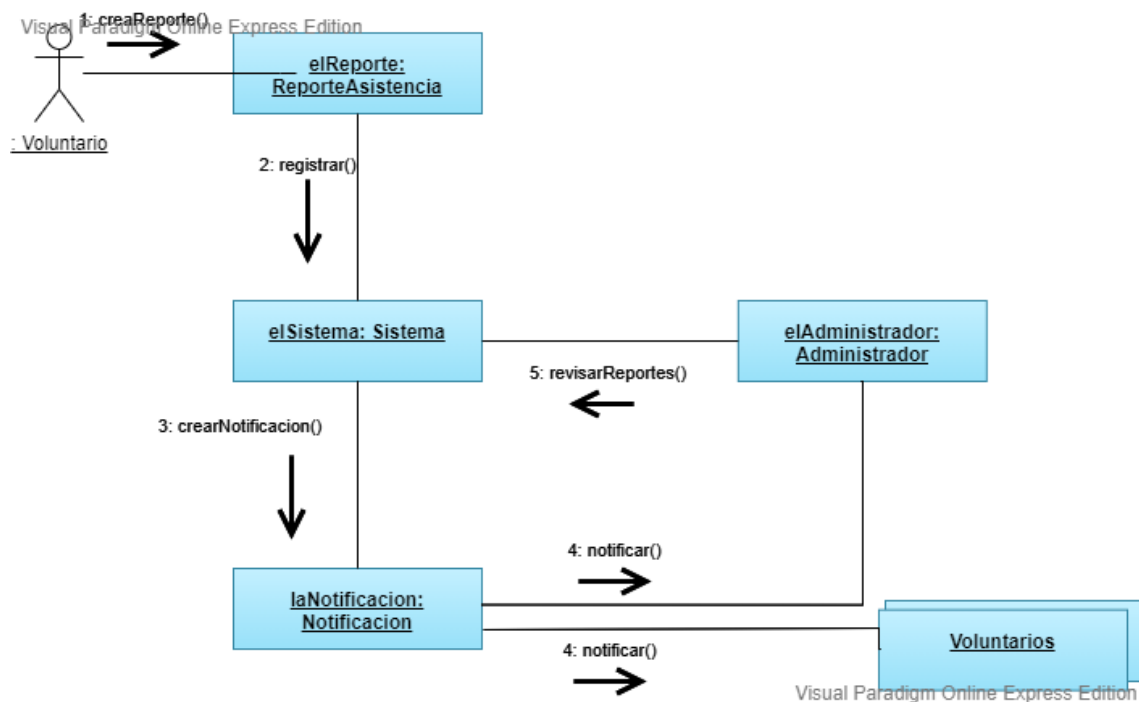 1: creaReporte()
Visual Paradigm Online Express Edition
elReporte:
ReporteAsistencia
: Voluntario
2: registrar()
elSistema: Sistema
elAdministrador:
Administrador
5: revisarReportes()
3: crearNotificacion()
4: notificar()
laNotificacion:
Notificacion
Voluntarios
4: notificar()
Visual Paradigm Online Express Edition